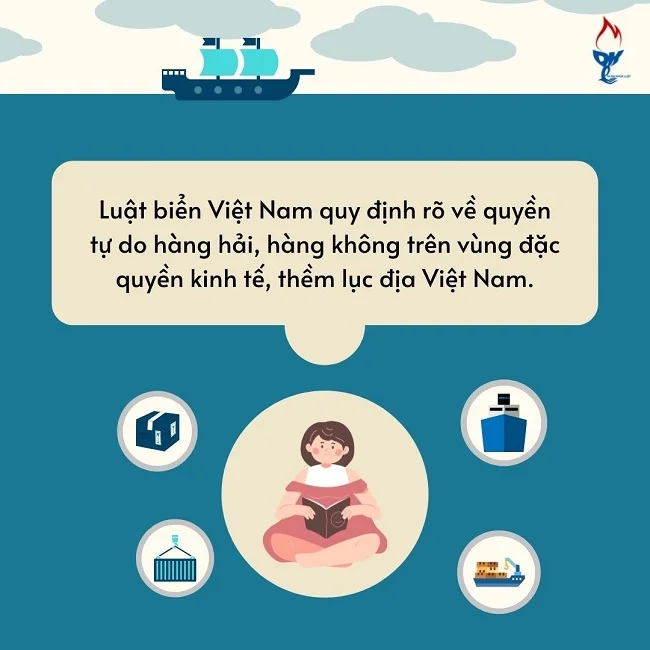 Luật biển Việt Nam quy định rõ về quyền
tự do hàng hải, hàng không trên vùng đặc
quyền kinh tế, thềm lục địa Việt Nam.